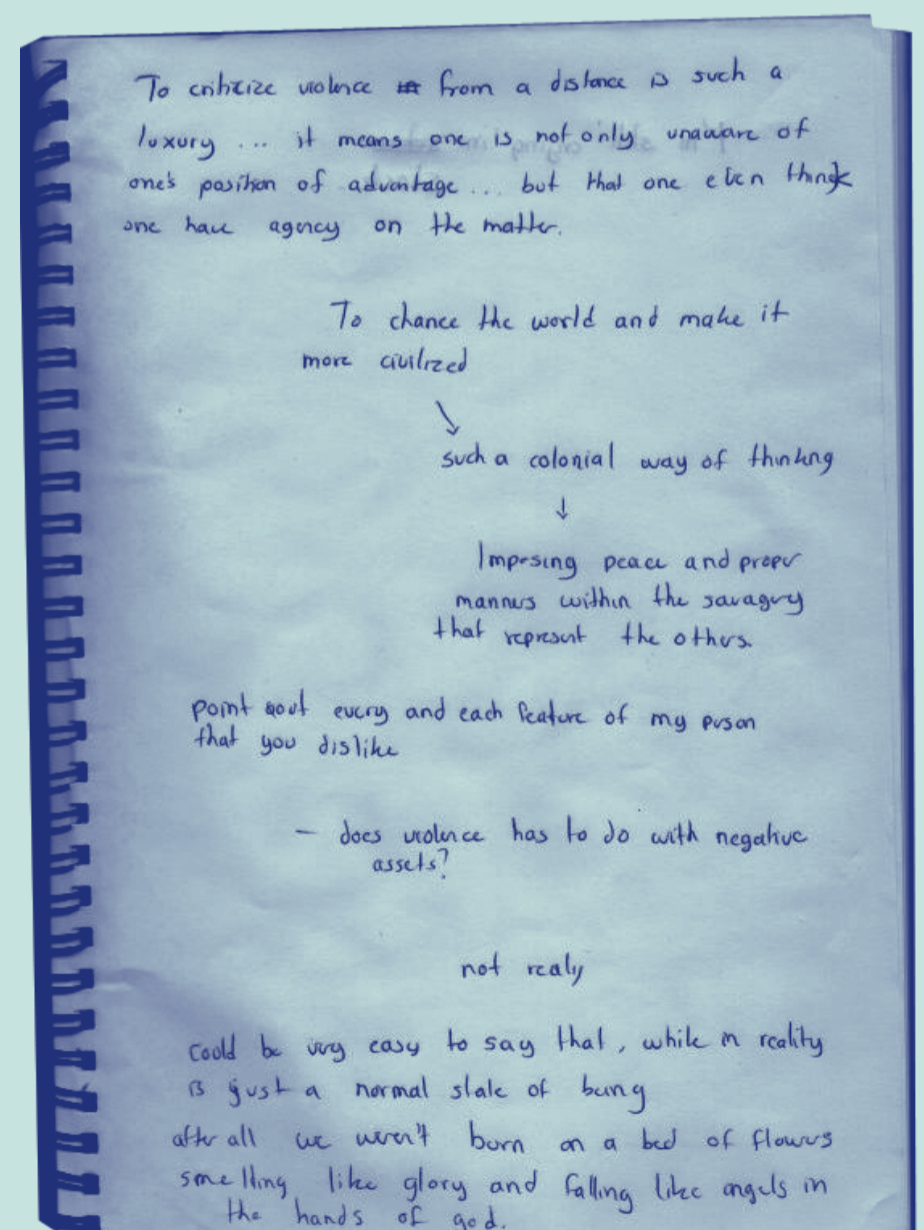 To criticize violence from a distance is such a
luxury ... it means one is not only unaware of
one's position of advantage ... but that one even think
one have agency on the matter.
To chance the world and make it
more civilized
↘
such a colonial way of thinking
↓
Imposing peace and proper
manners within the savagery
that represent the others.
point out every and each feature of my person
that you dislike
- does violence has to do with negative
assets?
not realy
could be very easy to say that, while in reality
is just a normal state of being
after all we weren't born on a bed of flowers
smelling like glory and falling like angels in
the hands of god.